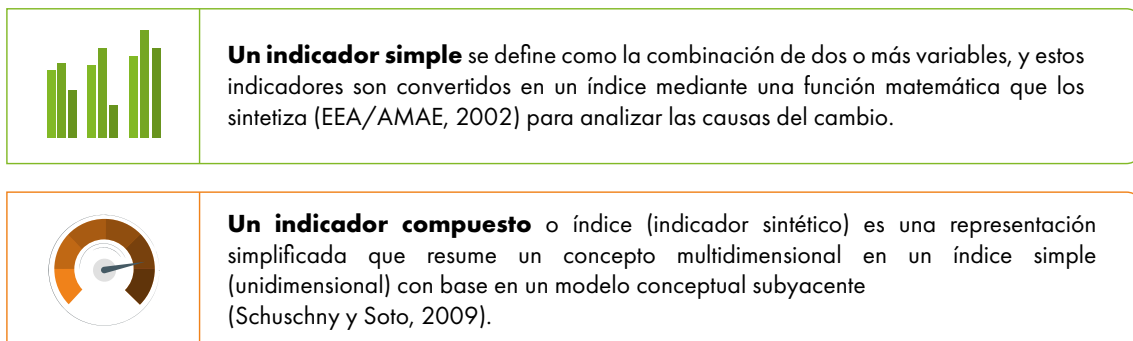 Un indicador simple se define como la combinación de dos o más variables, y estos
indicadores son convertidos en un índice mediante una función matemática que los
sintetiza (EEA/AMAE, 2002) para analizar las causas del cambio.
Un indicador compuesto o índice (indicador sintético) es una representación
simplificada que resume un concepto multidimensional en un índice simple
(unidimensional) con base en un modelo conceptual subyacente
(Schuschny y Soto, 2009).